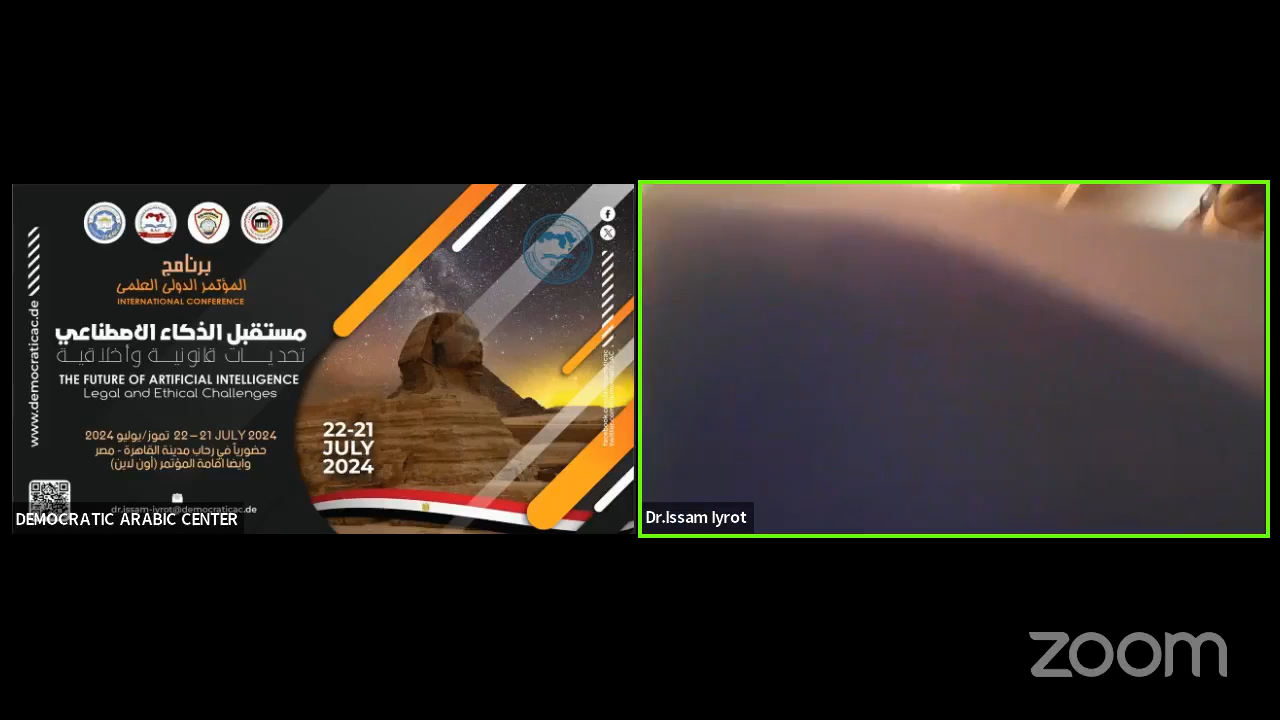 برنامج
المؤتمر الدولي العلمي
INTERNATIONAL CONFERENCE
مستقبل الذكاء الاصطناعي
تحديات قانونية وأخلاقية
THE FUTURE OF ARTIFICIAL INTELLIGENCE
Legal and Ethical Challenges
22 – 21 JULY 2024 تموز/يوليو 2024
حضورياً في رحاب مدينة القاهرة - مصر
وايضا اقامة المؤتمر (أون لاين)
22-21
JULY
2024
www.democraticac.de
dr.issam-iyrot@democraticac.de
DEMOCRATIC ARABIC CENTER
Dr.Issam Iyrot
zoom